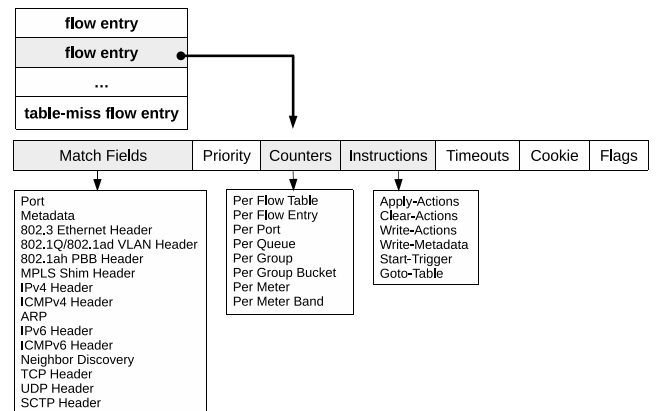 flow entry
flow entry
...
table-miss flow entry
Match Fields Priority Counters Instructions Timeouts Cookie Flags
Port
Metadata
802.3 Ethernet Header
802.1Q/802.1ad VLAN Header
802.1ah PBB Header
MPLS Shim Header
IPv4 Header
ICMPv4 Header
ARP
IPv6 Header
ICMPv6 Header
Neighbor Discovery
TCP Header
UDP Header
SCTP Header
Per Flow Table
Per Flow Entry
Per Port
Per Queue
Per Group
Per Group Bucket
Per Meter
Per Meter Band
Apply-Actions
Clear-Actions
Write-Actions
Write-Metadata
Start-Trigger
Goto-Table